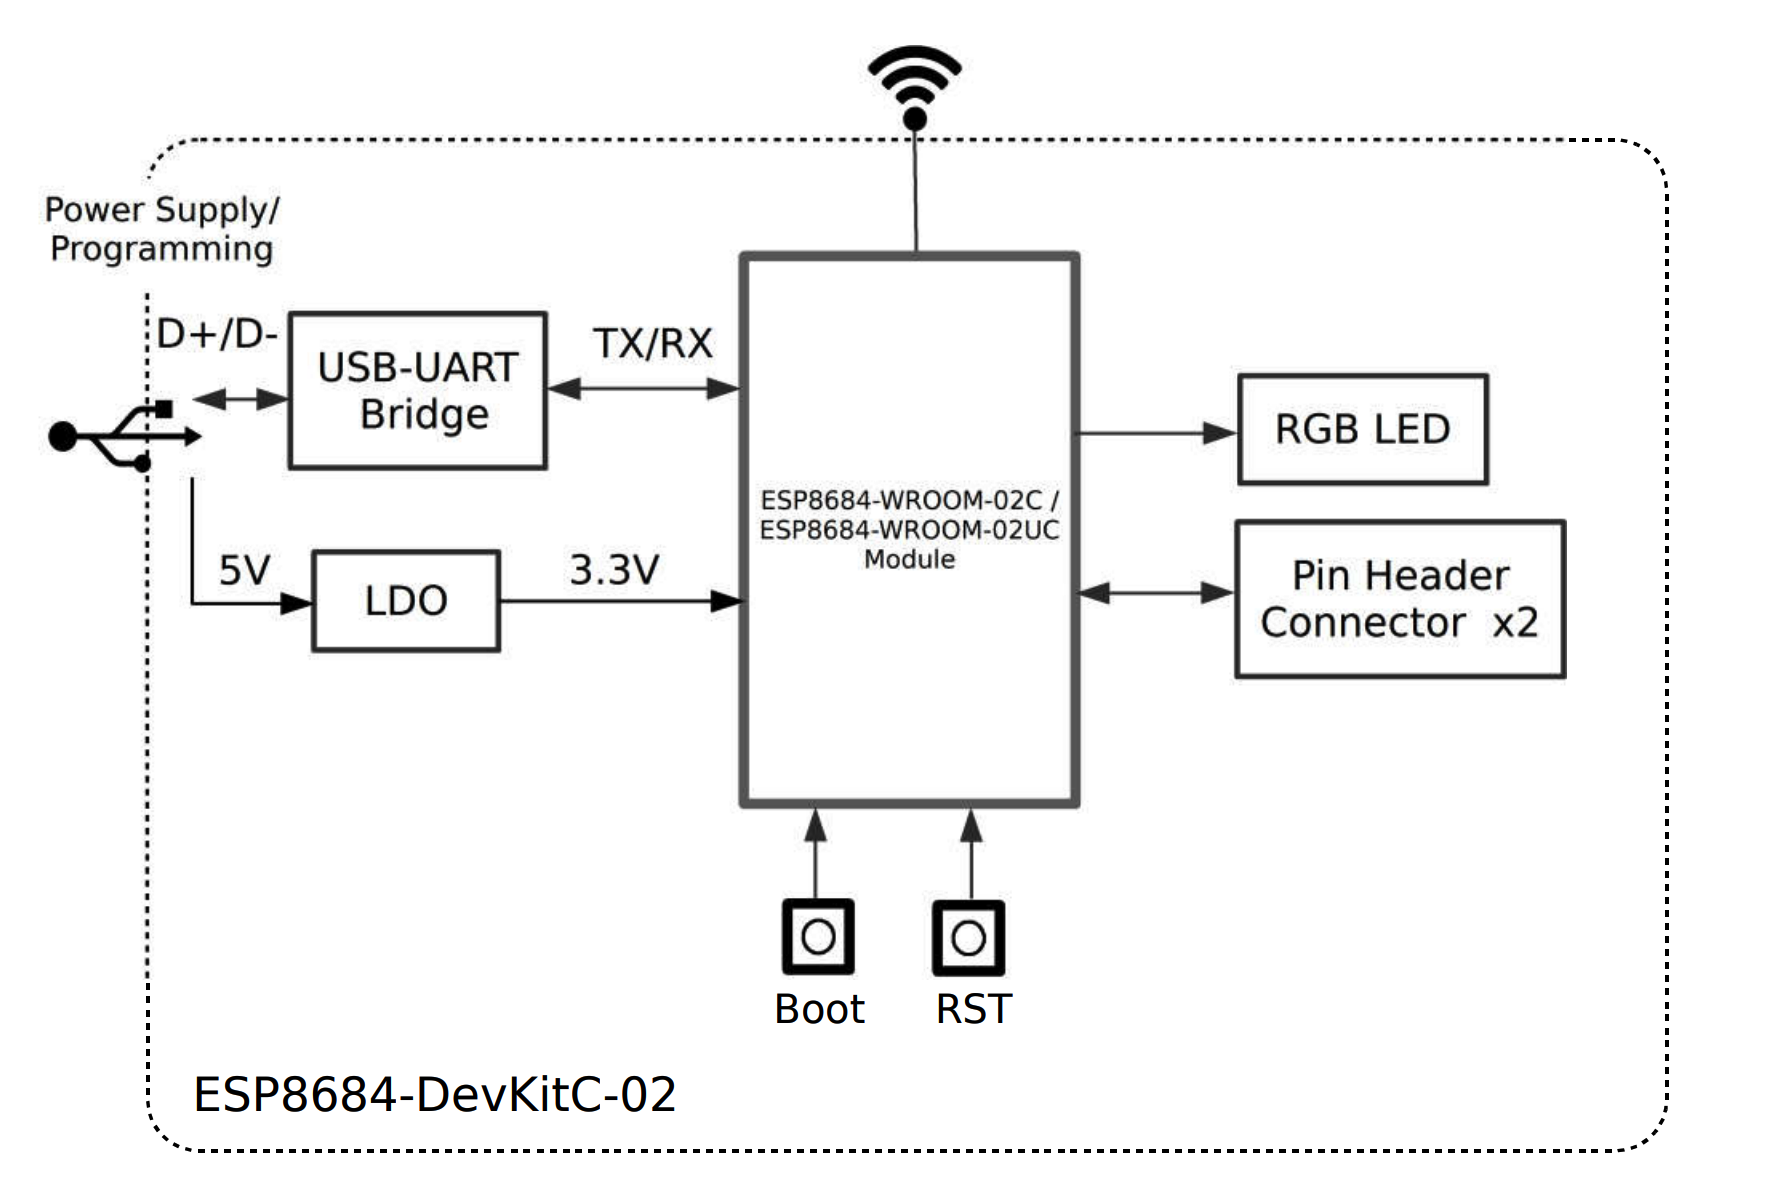 Power Supply/
Programming
D+/D-
USB-UART
Bridge
TX/RX
5V
LDO
3.3V
ESP8684-WROOM-02C /
ESP8684-WROOM-02UC
Module
RGB LED
Pin Header
Connector x2
Boot
RST
ESP8684-DevKitC-02